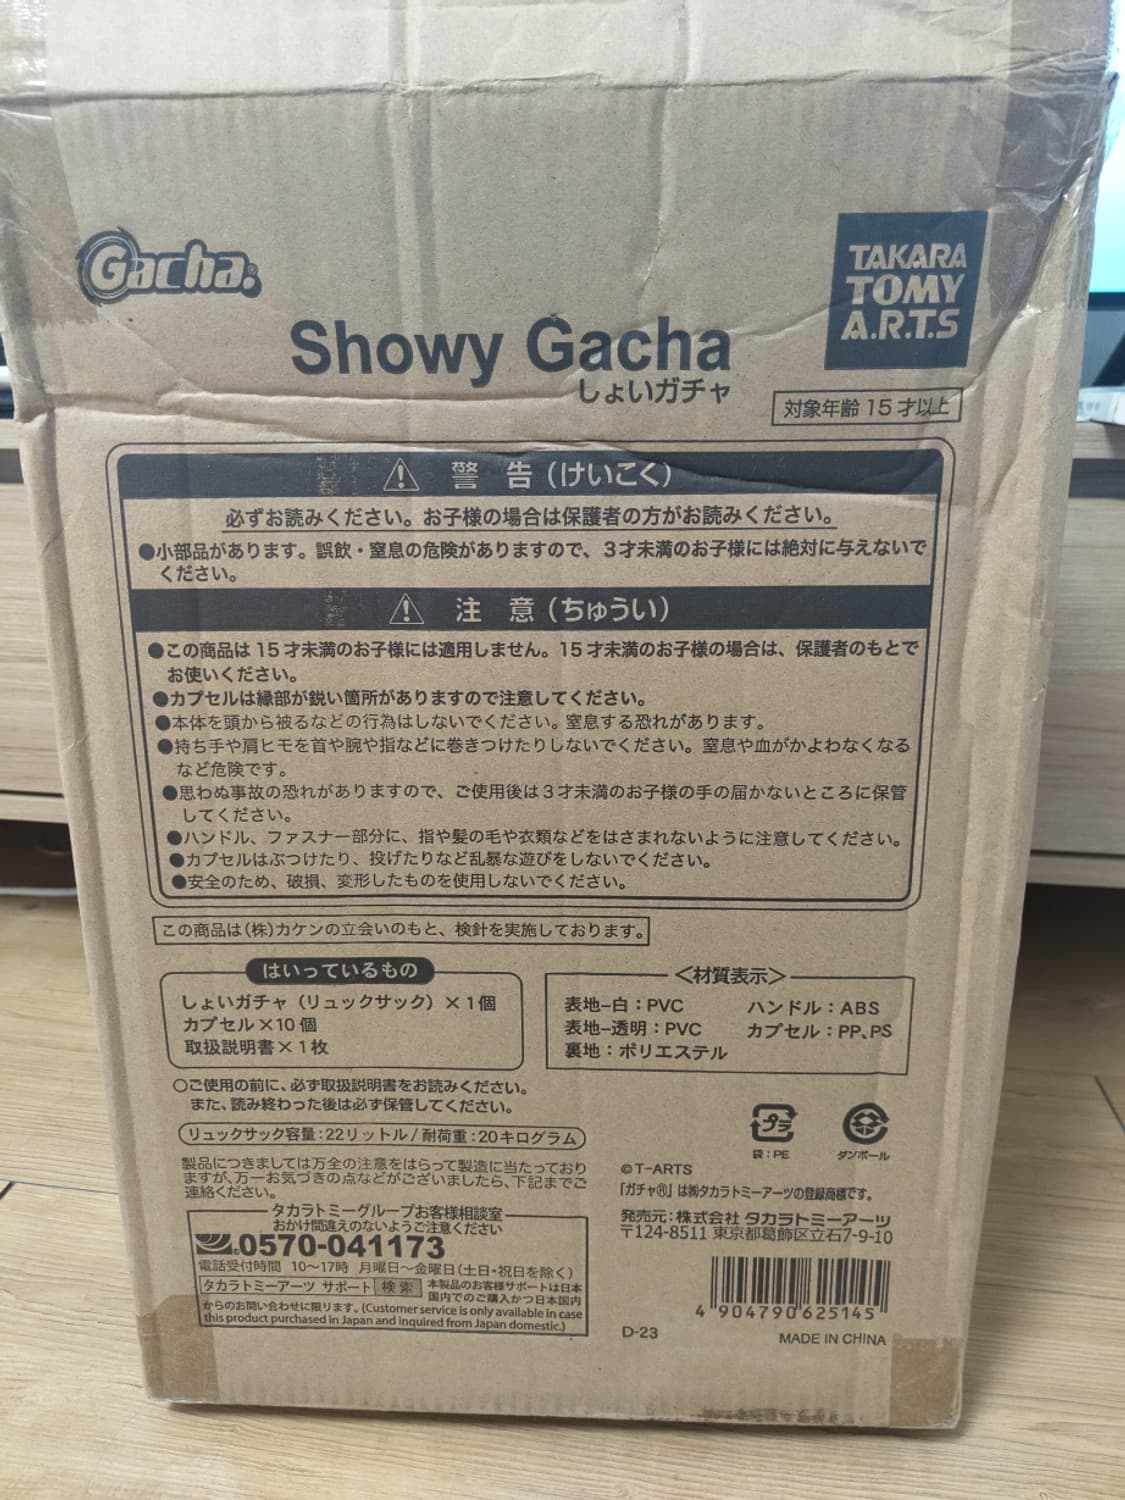 Gacha®
TAKARA
TOMY
A.R.T.S
Showy Gacha
しょいガチャ
対象年齢 15才以上
⚠ 警 告(けいこく)
必ずお読みください。お子様の場合は保護者の方がお読みください。
●小部品があります。誤飲・窒息の危険がありますので、3才未満のお子様には絶対に与えないで
ください。
⚠ 注 意(ちゅうい)
●この商品は15才未満のお子様には適用しません。15才未満のお子様の場合は、保護者のもとで
お使いください。
●カプセルは縁部が鋭い箇所がありますので注意してください。
●本体を頭から被るなどの行為はしないでください。窒息する恐れがあります。
●持ち手や肩ヒモを首や腕や指などに巻きつけたりしないでください。窒息や血がかよわなくなる
など危険です。
●思わぬ事故の恐れがありますので、ご使用後は3才未満のお子様の手の届かないところに保管
してください。
●ハンドル、ファスナー部分に、指や髪の毛や衣類などをはさまれないように注意してください。
●カプセルはぶつけたり、投げたりなど乱暴な遊びをしないでください。
●安全のため、破損、変形したものを使用しないでください。
この商品は(株)カケンの立会いのもと、検針を実施しております。
はいっているもの
しょいガチャ(リュックサック)×1個
カプセル×10個
取扱説明書×1枚
<材質表示>
表地–白:PVC ハンドル:ABS
表地–透明:PVC カプセル:PP、PS
裏地:ポリエステル
○ご使用の前に、必ず取扱説明書をお読みください。
また、読み終わった後は必ず保管してください。
リュックサック容量:22リットル/耐荷重:20キログラム
製品につきましては万全の注意をはらって製造に当たっており
ますが、万一お気づきの点などがございましたら、下記までご
連絡ください。
タカラトミーグループお客様相談室
おかけ間違えのないようご注意ください
0570-041173
電話受付時間 10〜17時 月曜日〜金曜日(土日・祝日を除く)
タカラトミーアーツ サポート 検索 本製品のお客様サポートは日本
国内でのご購入かつ日本国内
からのお問い合わせに限ります。(Customer service is only available in case
this product purchased in Japan and inquired from Japan domestic.)
プラ
袋:PE
ダンボール
©T-ARTS
「ガチャ®」は㈱タカラトミーアーツの登録商標です。
発売元:株式会社 タカラトミーアーツ
〒124-8511 東京都葛飾区立石7-9-10
4 904790 625145
D-23
MADE IN CHINA